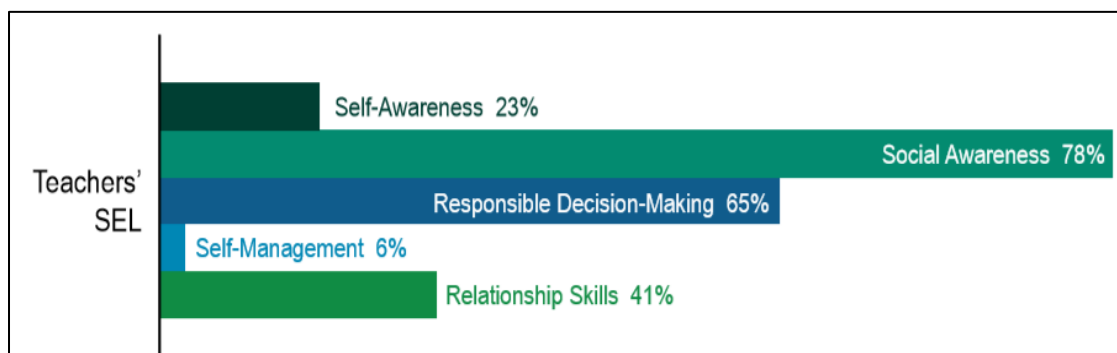 Teachers'
SEL
Self-Awareness 23%
Social Awareness 78%
Responsible Decision-Making 65%
Self-Management 6%
Relationship Skills 41%